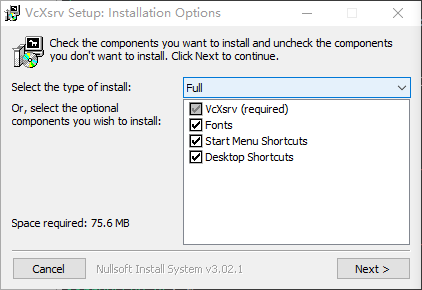 VcXsrv Setup: Installation Options
Check the components you want to install and uncheck the components
you don't want to install. Click Next to continue.
Select the type of install:
Full
Or, select the optional
components you wish to install:
VcXsrv (required)
Fonts
Start Menu Shortcuts
Desktop Shortcuts
Space required: 75.6 MB
Cancel
Nullsoft Install System v3.02.1
Next >